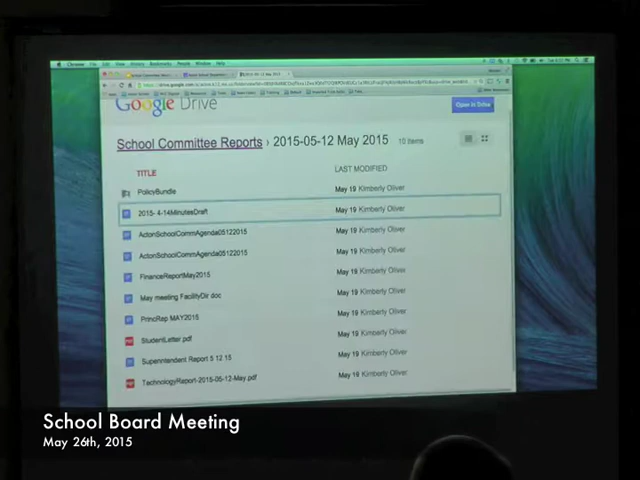 Google Drive
Open in Drive
School Committee Reports › 2015-05-12 May 2015 10 items
TITLE LAST MODIFIED
PolicyBundle May 19 Kimberly Oliver
2015- 4-14MinutesDraft May 19 Kimberly Oliver
ActonSchoolCommAgenda05122015 May 19 Kimberly Oliver
ActonSchoolCommAgenda05122015 May 19 Kimberly Oliver
FinanceReportMay2015 May 19 Kimberly Oliver
May meeting FacilityDir doc May 19 Kimberly Oliver
PrincRep MAY2015 May 19 Kimberly Oliver
StudentLetter.pdf May 19 Kimberly Oliver
Superintendent Report 5 12 15 May 19 Kimberly Oliver
TechnologyReport-2015-05-12-May.pdf May 19 Kimberly Oliver
School Board Meeting
May 26th, 2015